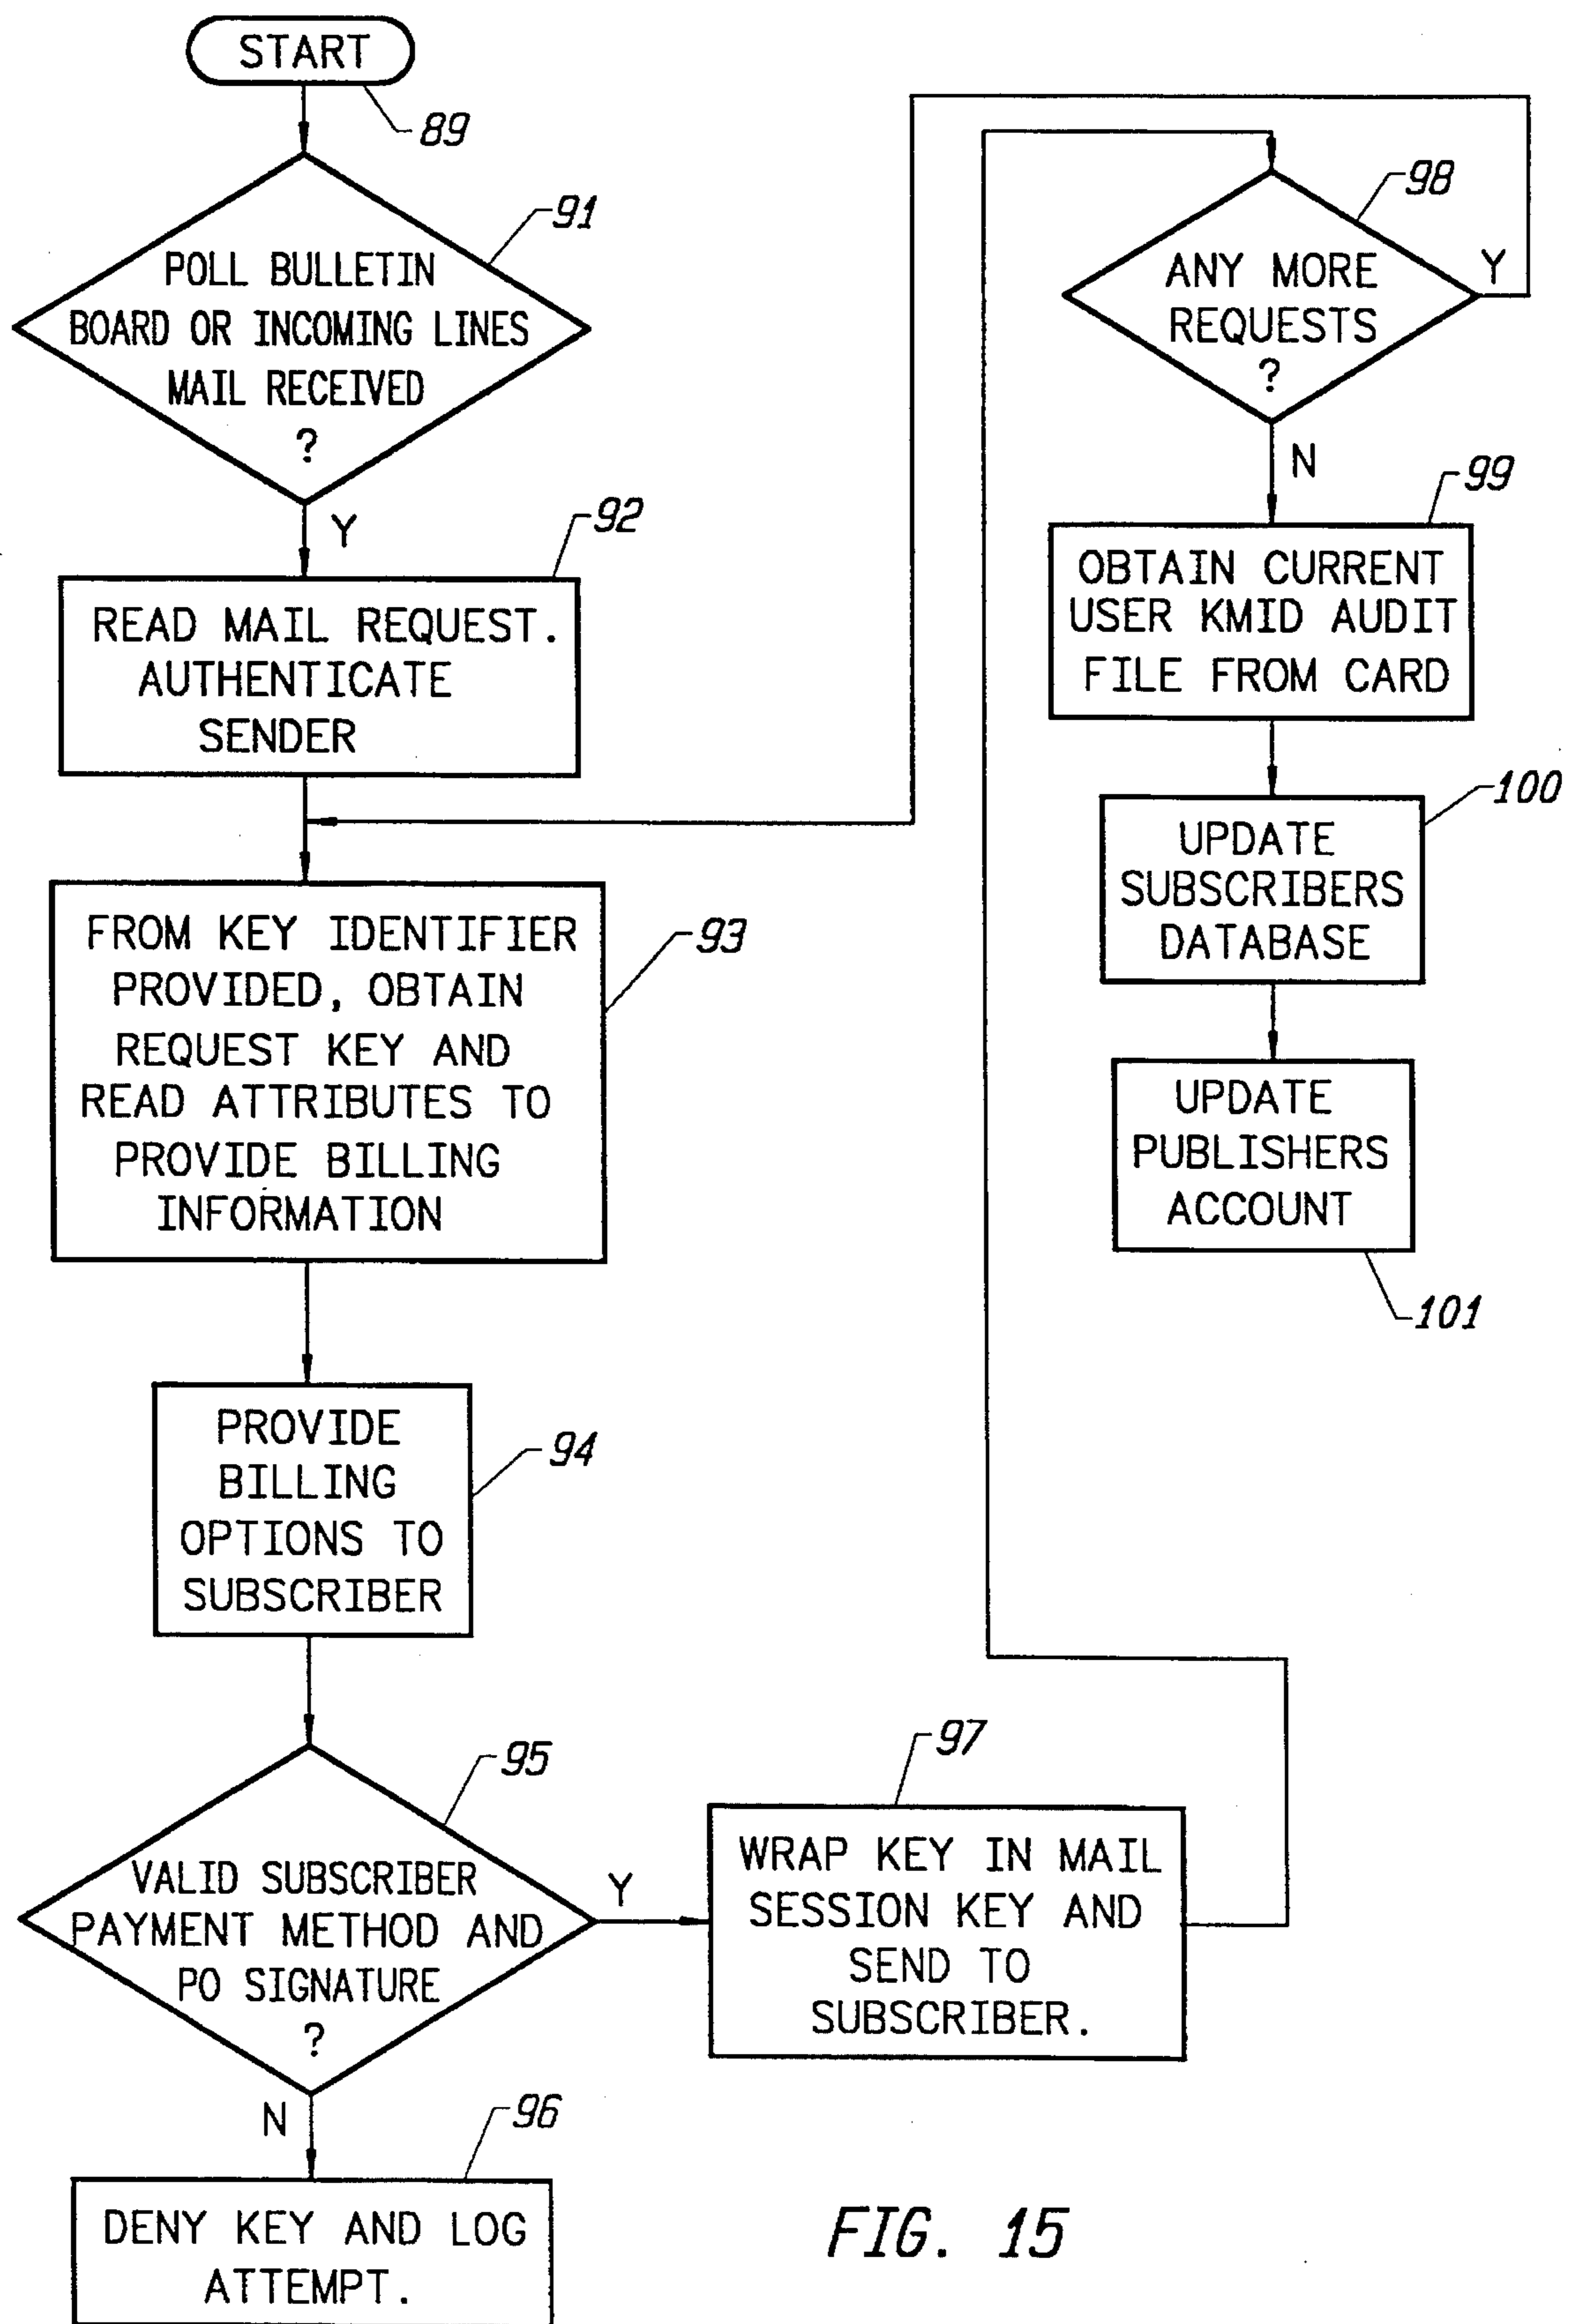 START
89
91
POLL BULLETIN
BOARD OR INCOMING LINES
MAIL RECEIVED
?
Y
92
READ MAIL REQUEST.
AUTHENTICATE
SENDER
93
FROM KEY IDENTIFIER
PROVIDED, OBTAIN
REQUEST KEY AND
READ ATTRIBUTES TO
PROVIDE BILLING
INFORMATION
94
PROVIDE
BILLING
OPTIONS TO
SUBSCRIBER
95
VALID SUBSCRIBER
PAYMENT METHOD AND
PO SIGNATURE
?
Y
N
96
DENY KEY AND LOG
ATTEMPT.
97
WRAP KEY IN MAIL
SESSION KEY AND
SEND TO
SUBSCRIBER.
98
ANY MORE
REQUESTS
?
Y
N
99
OBTAIN CURRENT
USER KMID AUDIT
FILE FROM CARD
100
UPDATE
SUBSCRIBERS
DATABASE
UPDATE
PUBLISHERS
ACCOUNT
101
FIG. 15